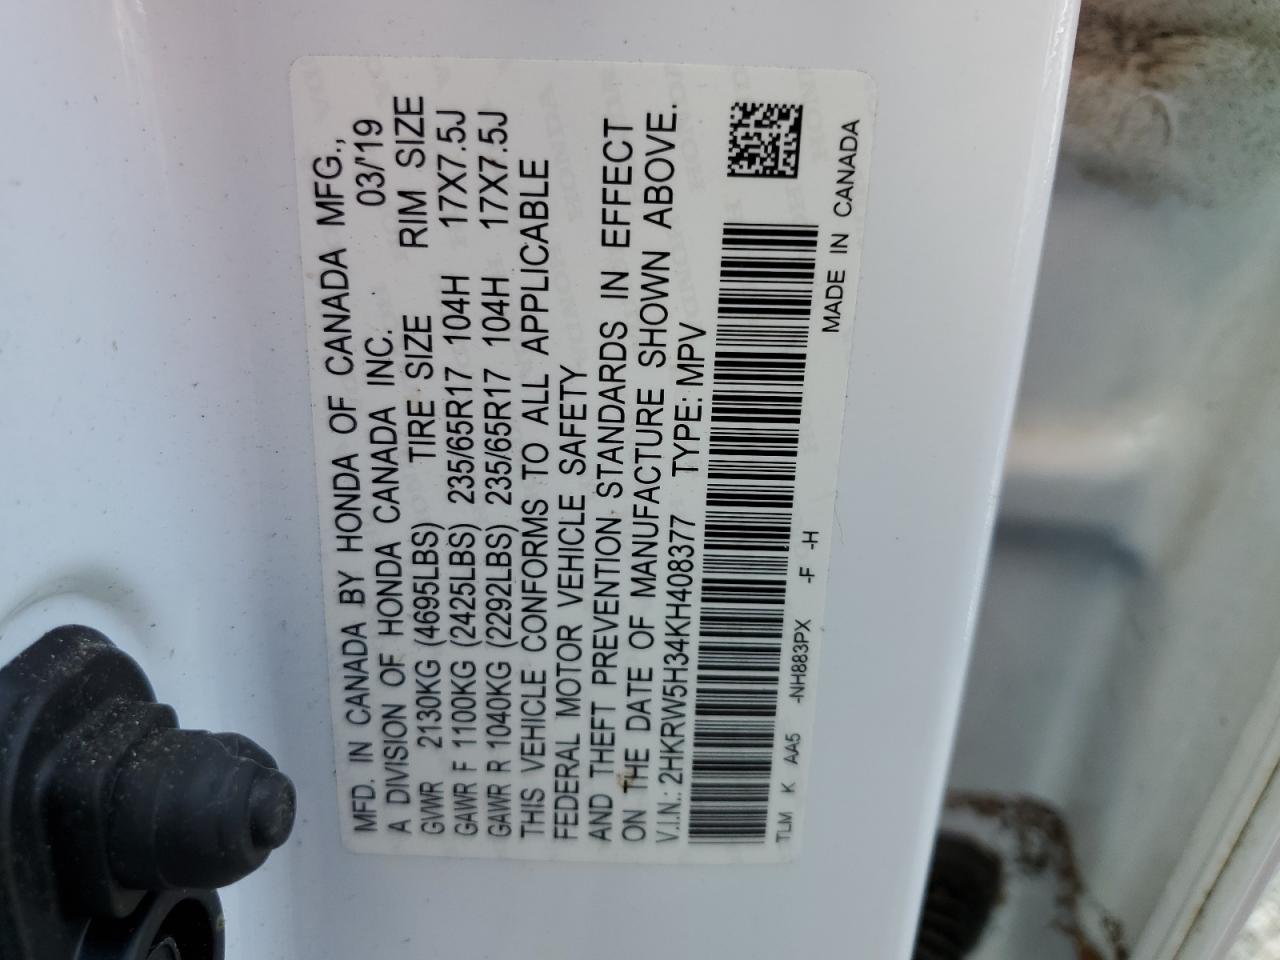 MFD. IN CANADA BY HONDA OF CANADA MFG.,
A DIVISION OF HONDA CANADA INC. 03/'19
GVWR 2130KG (4695LBS) TIRE SIZE RIM SIZE
GAWR F 1100KG (2425LBS) 235/65R17 104H 17X7.5J
GAWR R 1040KG (2292LBS) 235/65R17 104H 17X7.5J
THIS VEHICLE CONFORMS TO ALL APPLICABLE
FEDERAL MOTOR VEHICLE SAFETY
AND THEFT PREVENTION STANDARDS IN EFFECT
ON THE DATE OF MANUFACTURE SHOWN ABOVE.
V.I.N.: 2HKRW5H34KH408377 TYPE: MPV
TLM K AA5 -NH883PX -F -H
MADE IN CANADA